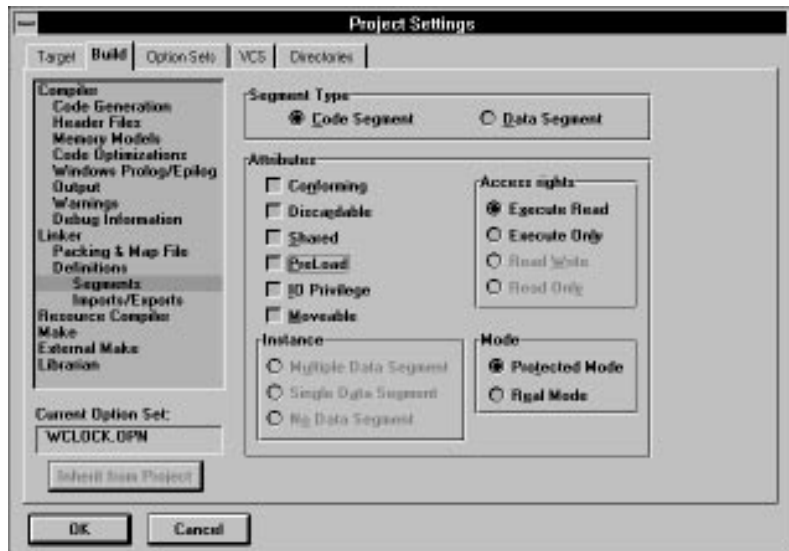 Project Settings
Target Build Option Sets VCS Directories
Compiler
Code Generation
Header Files
Memory Models
Code Optimizations
Windows Prolog/Epilog
Output
Warnings
Debug Information
Linker
Packing & Map File
Definitions
Segments
Imports/Exports
Resource Compiler
Make
External Make
Librarian
Current Option Set:
WCLOCK.OPN
Inherit from Project
Segment Type
Code Segment Data Segment
Attributes
Conforming
Discardable
Shared
PreLoad
IO Privilege
Moveable
Access rights
Execute Read
Execute Only
Read Write
Read Only
Instance
Multiple Data Segment
Single Data Segment
No Data Segment
Mode
Protected Mode
Real Mode
OK Cancel